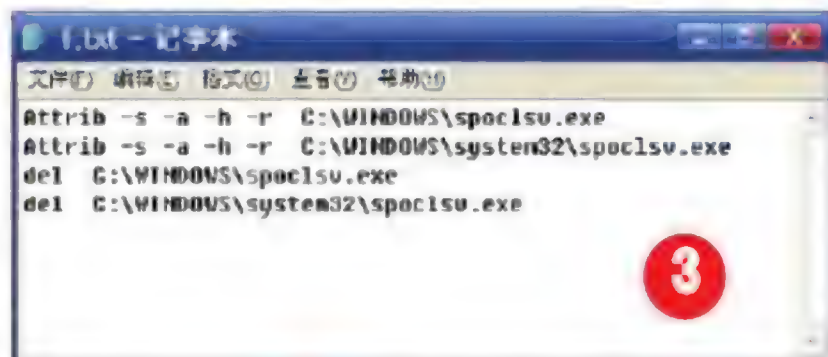 1.txt - 记事本
文件(F) 编辑(E) 格式(O) 查看(V) 帮助(H)
Attrib -s -a -h -r C:\WINDOWS\spoclsv.exe
Attrib -s -a -h -r C:\WINDOWS\system32\spoclsv.exe
del C:\WINDOWS\spoclsv.exe
del C:\WINDOWS\system32\spoclsv.exe
3